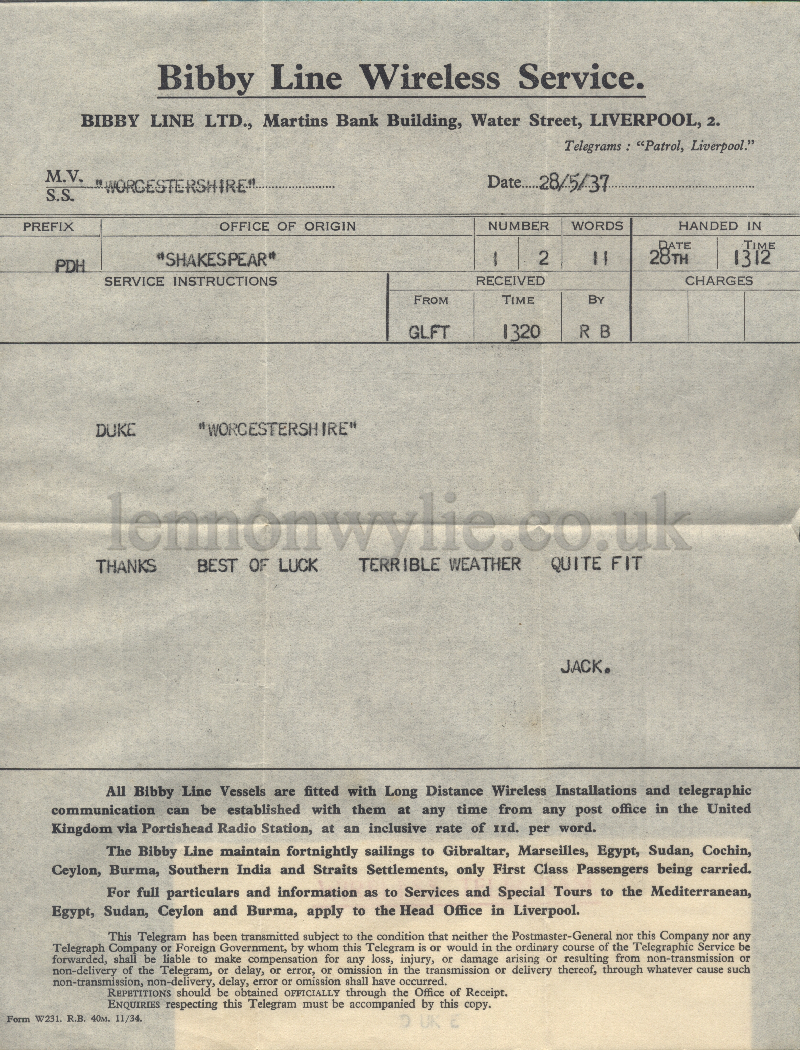 Bibby Line Wireless Service.
BIBBY LINE LTD., Martins Bank Building, Water Street, LIVERPOOL, 2.
Telegrams : "Patrol, Liverpool."
M.V.
S.S. "WORCESTERSHIRE" Date 28/5/37
PREFIX OFFICE OF ORIGIN NUMBER WORDS HANDED IN
DATE TIME
PDH "SHAKESPEAR" 1 2 11 28TH 1312
SERVICE INSTRUCTIONS RECEIVED CHARGES
FROM TIME BY
GLFT 1320 R B
DUKE "WORCESTERSHIRE"
lennonwylie.co.uk
THANKS BEST OF LUCK TERRIBLE WEATHER QUITE FIT
JACK.
All Bibby Line Vessels are fitted with Long Distance Wireless Installations and telegraphic
communication can be established with them at any time from any post office in the United
Kingdom via Portishead Radio Station, at an inclusive rate of 11d. per word.
The Bibby Line maintain fortnightly sailings to Gibraltar, Marseilles, Egypt, Sudan, Cochin,
Ceylon, Burma, Southern India and Straits Settlements, only First Class Passengers being carried.
For full particulars and information as to Services and Special Tours to the Mediterranean,
Egypt, Sudan, Ceylon and Burma, apply to the Head Office in Liverpool.
This Telegram has been transmitted subject to the condition that neither the Postmaster-General nor this Company nor any
Telegraph Company or Foreign Government, by whom this Telegram is or would in the ordinary course of the Telegraphic Service be
forwarded, shall be liable to make compensation for any loss, injury, or damage arising or resulting from non-transmission or
non-delivery of the Telegram, or delay, or error, or omission in the transmission or delivery thereof, through whatever cause such
non-transmission, non-delivery, delay, error or omission shall have occurred.
REPETITIONS should be obtained OFFICIALLY through the Office of Receipt.
ENQUIRIES respecting this Telegram must be accompanied by this copy.
Form W231. R.B. 40M. 11/34.